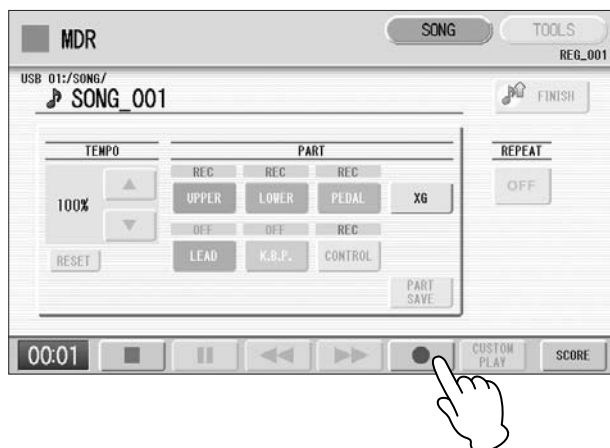 MDR
SONG
TOOLS
REG_001
USB 01:/SONG/
SONG_001
FINISH
TEMPO
PART
REPEAT
REC REC REC
100%
UPPER LOWER PEDAL XG
OFF
OFF OFF REC
RESET
LEAD K.B.P. CONTROL
PART
SAVE
00:01
CUSTOM
PLAY
SCORE